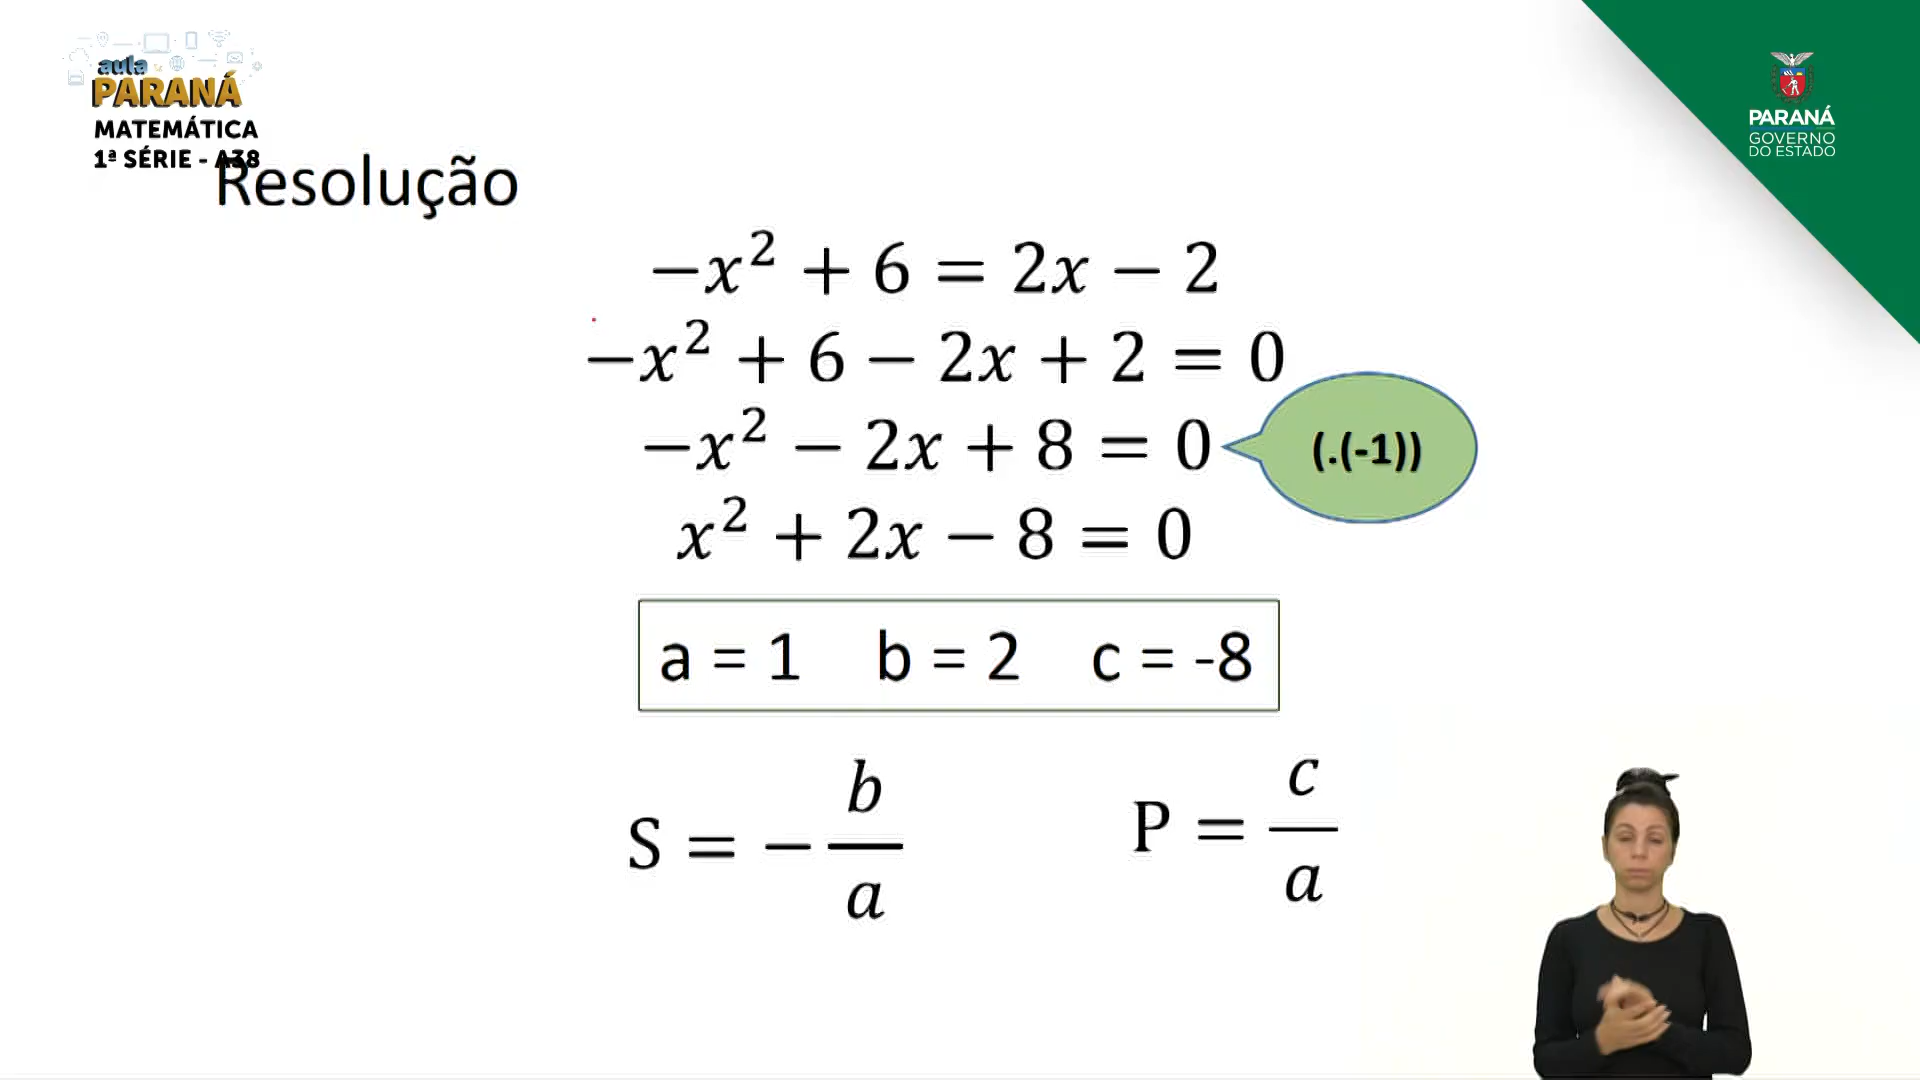 aula
PARANÁ
MATEMÁTICA
1ª SÉRIE - A38
PARANÁ
GOVERNO
DO ESTADO
Resolução
−x² + 6 = 2x − 2
−x² + 6 − 2x + 2 = 0
−x² − 2x + 8 = 0
(.(-1))
x² + 2x − 8 = 0
a = 1 b = 2 c = -8
S = − b/a
P = c/a